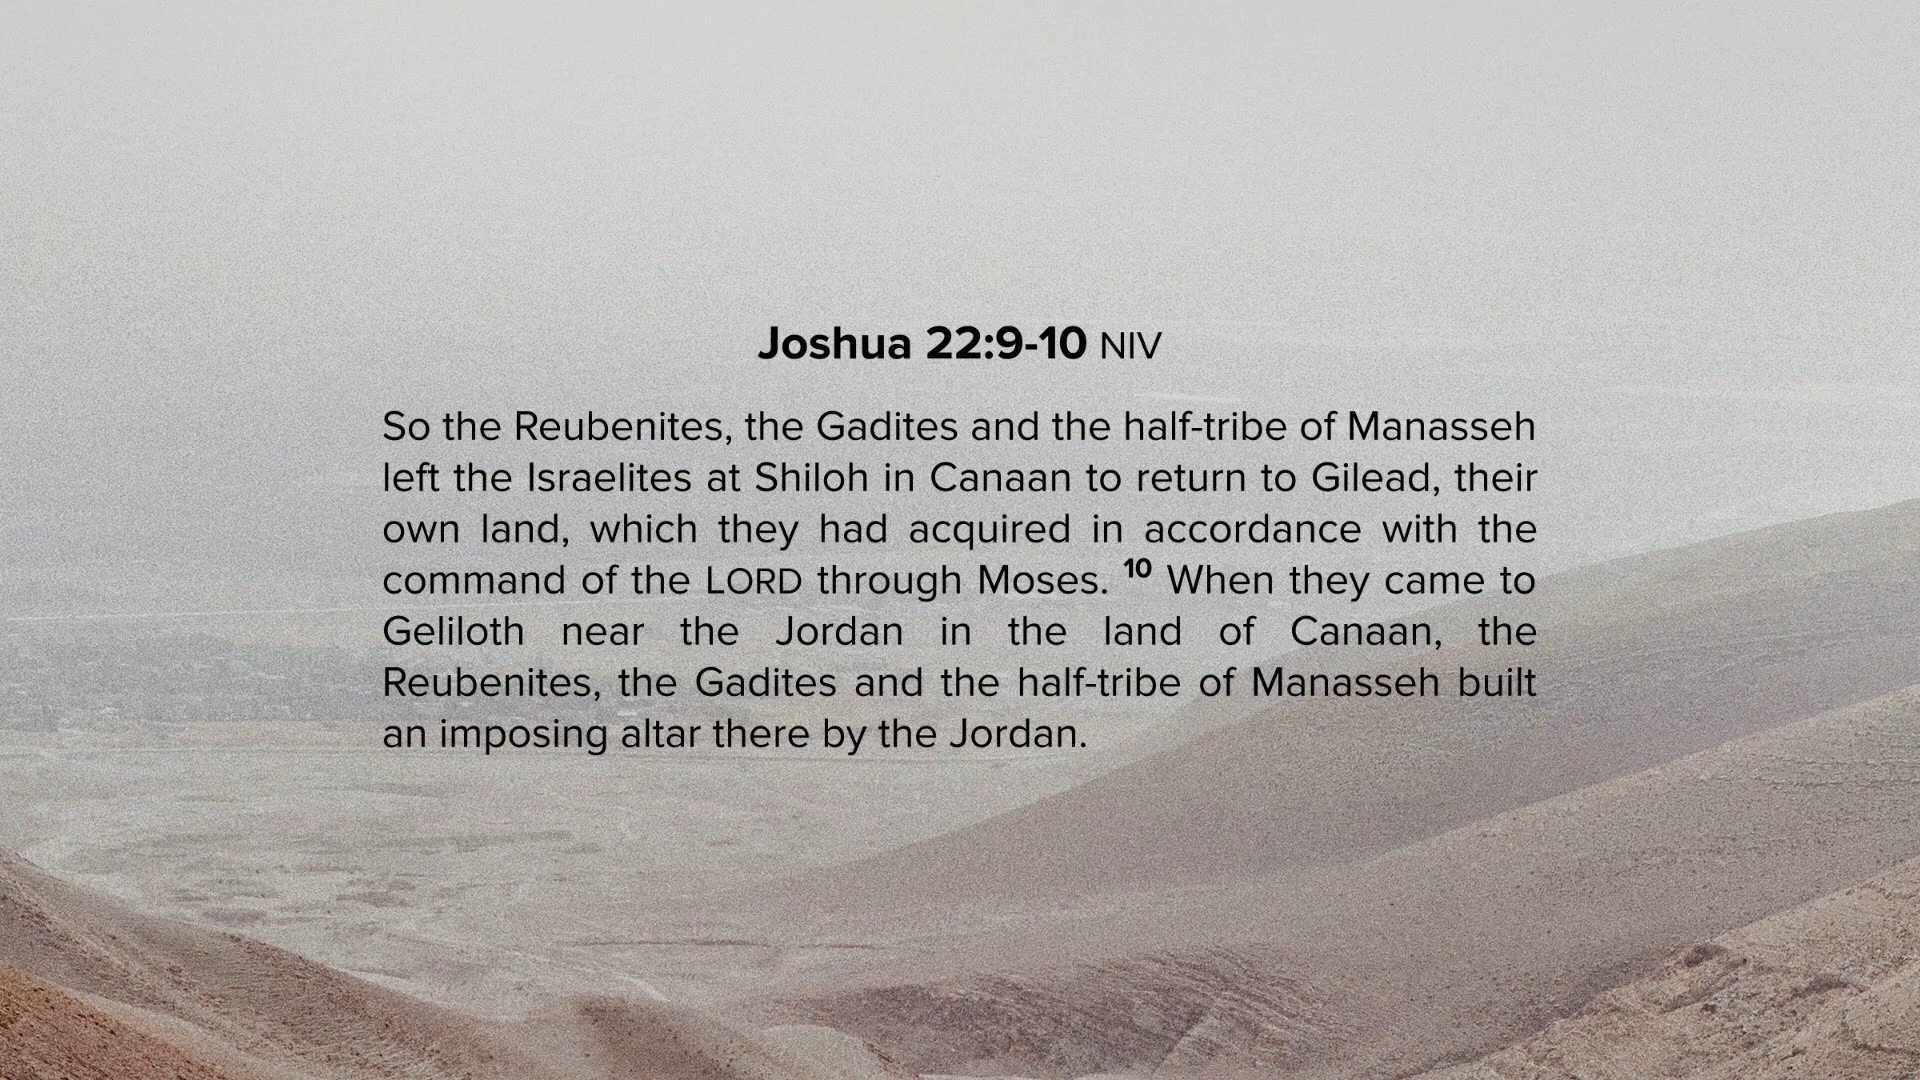 Joshua 22:9-10 NIV
So the Reubenites, the Gadites and the half-tribe of Manasseh
left the Israelites at Shiloh in Canaan to return to Gilead, their
own land, which they had acquired in accordance with the
command of the LORD through Moses. 10 When they came to
Geliloth near the Jordan in the land of Canaan, the
Reubenites, the Gadites and the half-tribe of Manasseh built
an imposing altar there by the Jordan.